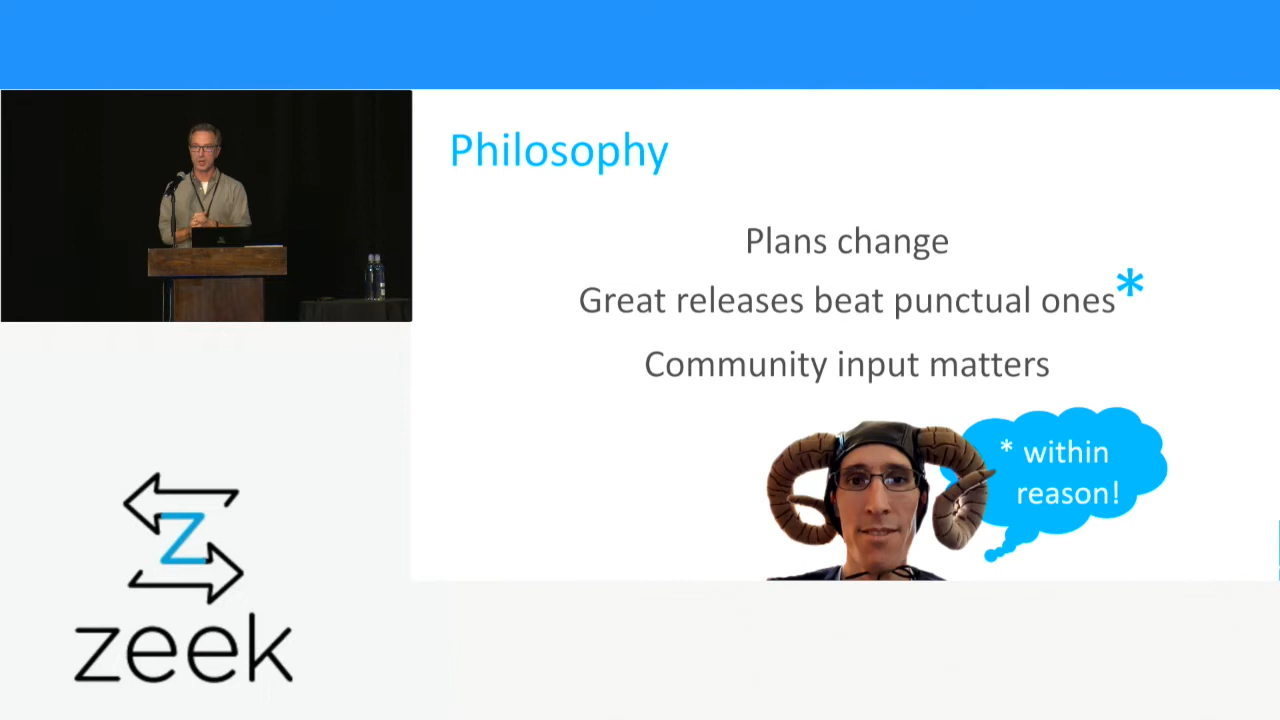 Philosophy
Plans change
Great releases beat punctual ones*
Community input matters
* within
reason!
Z
zeek